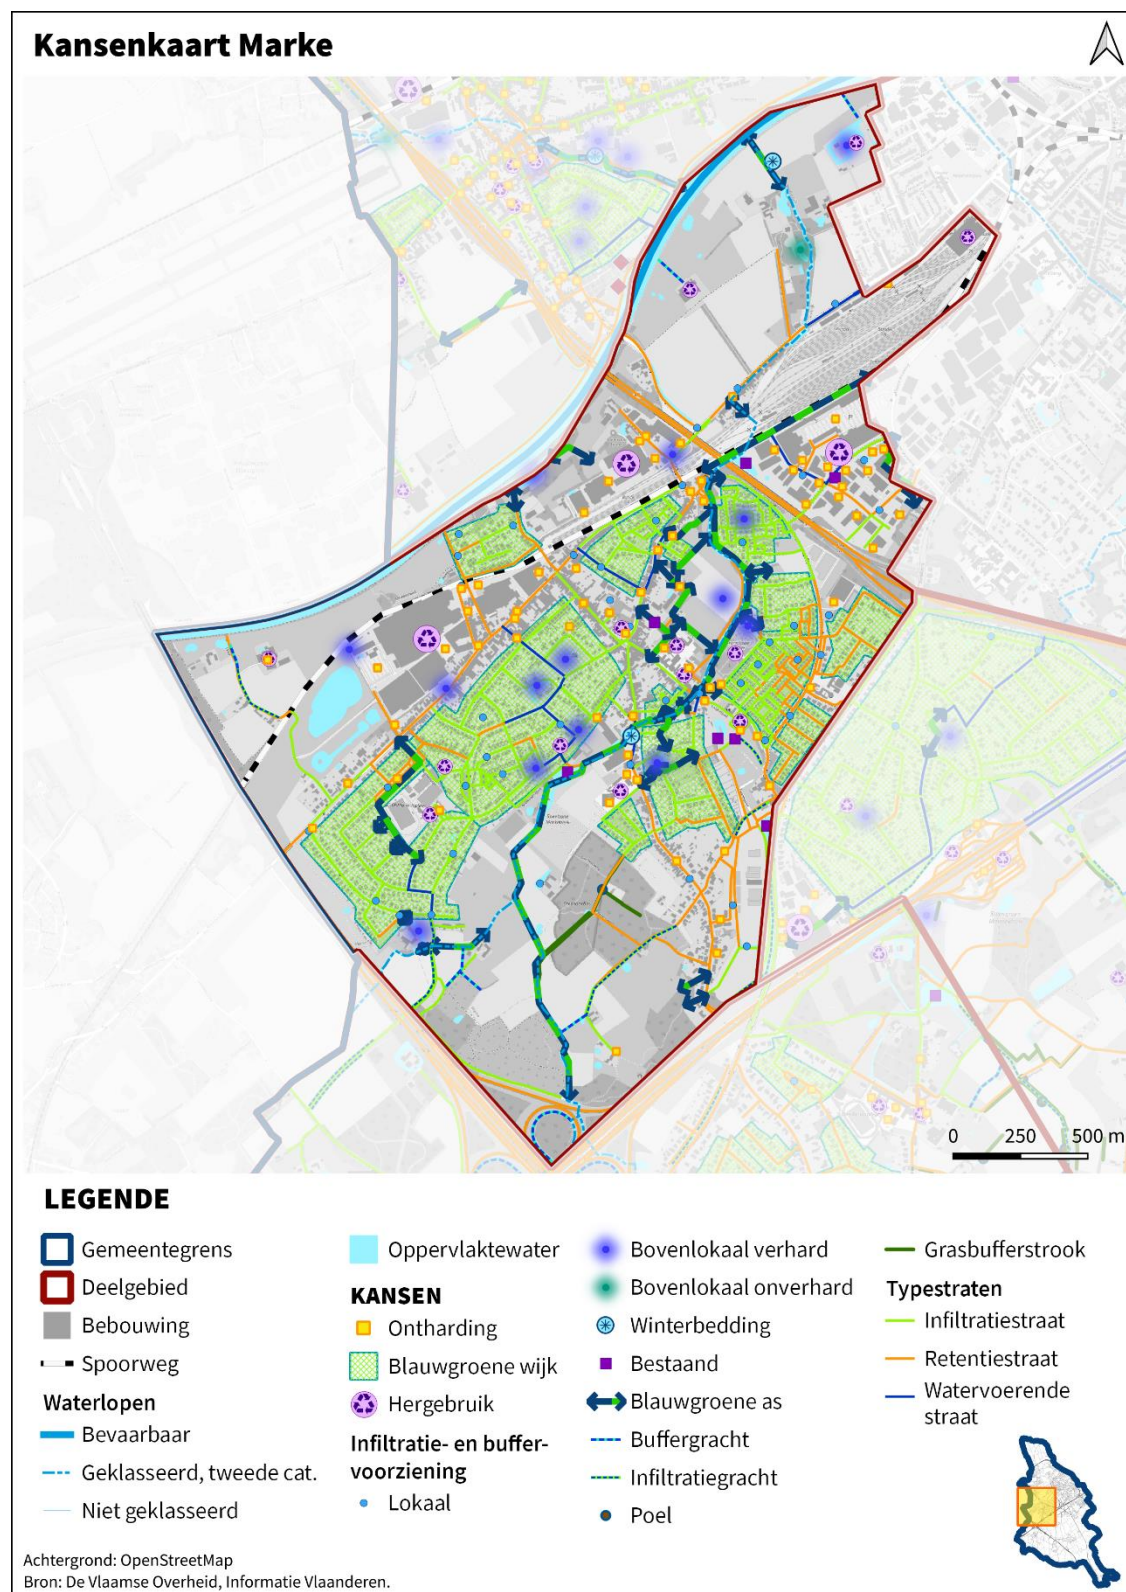 Kansenkaart Marke
0 250 500 m
LEGENDE
Gemeentegrens
Deelgebied
Bebouwing
Spoorweg
Waterlopen
Bevaarbaar
Geklasseerd, tweede cat.
Niet geklasseerd
Oppervlaktewater
KANSEN
Ontharding
Blauwgroene wijk
Hergebruik
Infiltratie- en buffer-
voorziening
Lokaal
Bovenlokaal verhard
Bovenlokaal onverhard
Winterbedding
Bestaand
Blauwgroene as
Buffergracht
Infiltratiegracht
Poel
Grasbufferstrook
Typestraten
Infiltratiestraat
Retentiestraat
Watervoerende
straat
Achtergrond: OpenStreetMap
Bron: De Vlaamse Overheid, Informatie Vlaanderen.